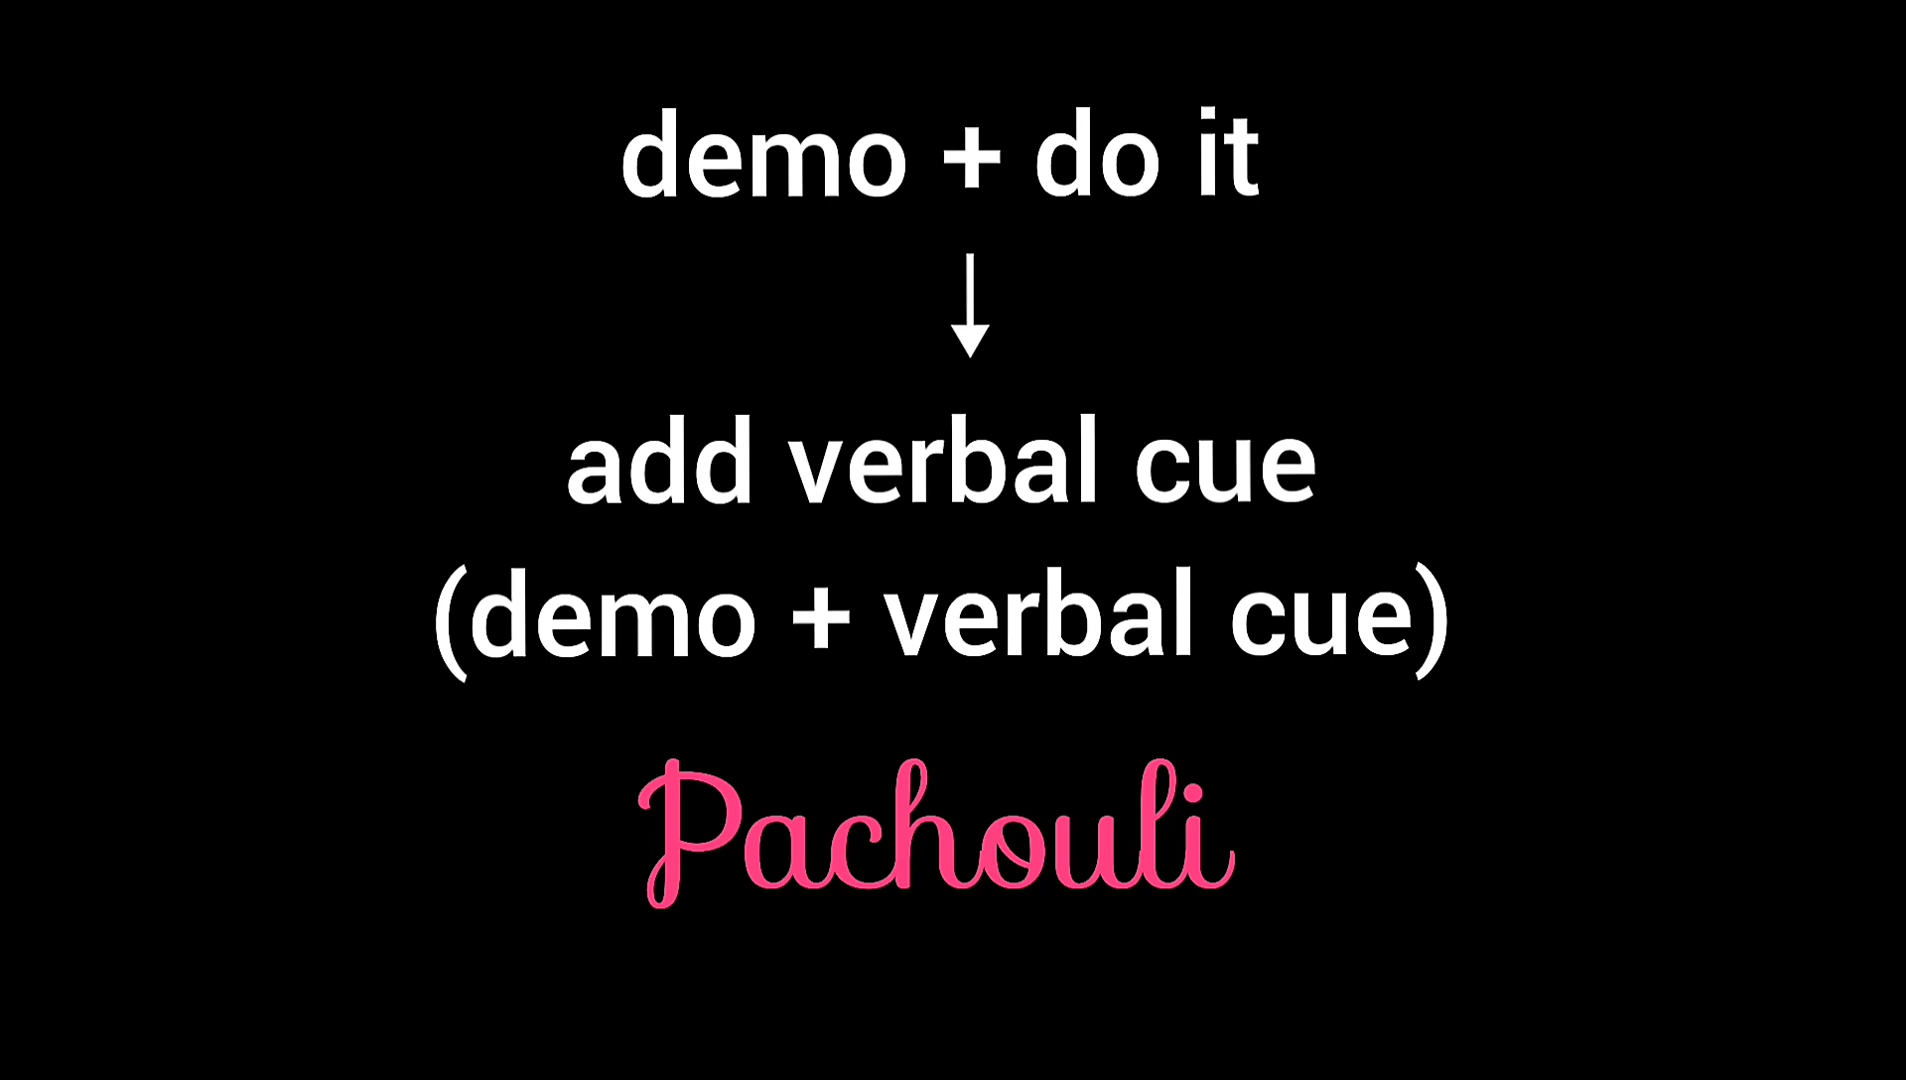 demo + do it
↓
add verbal cue
(demo + verbal cue)
Pachouli